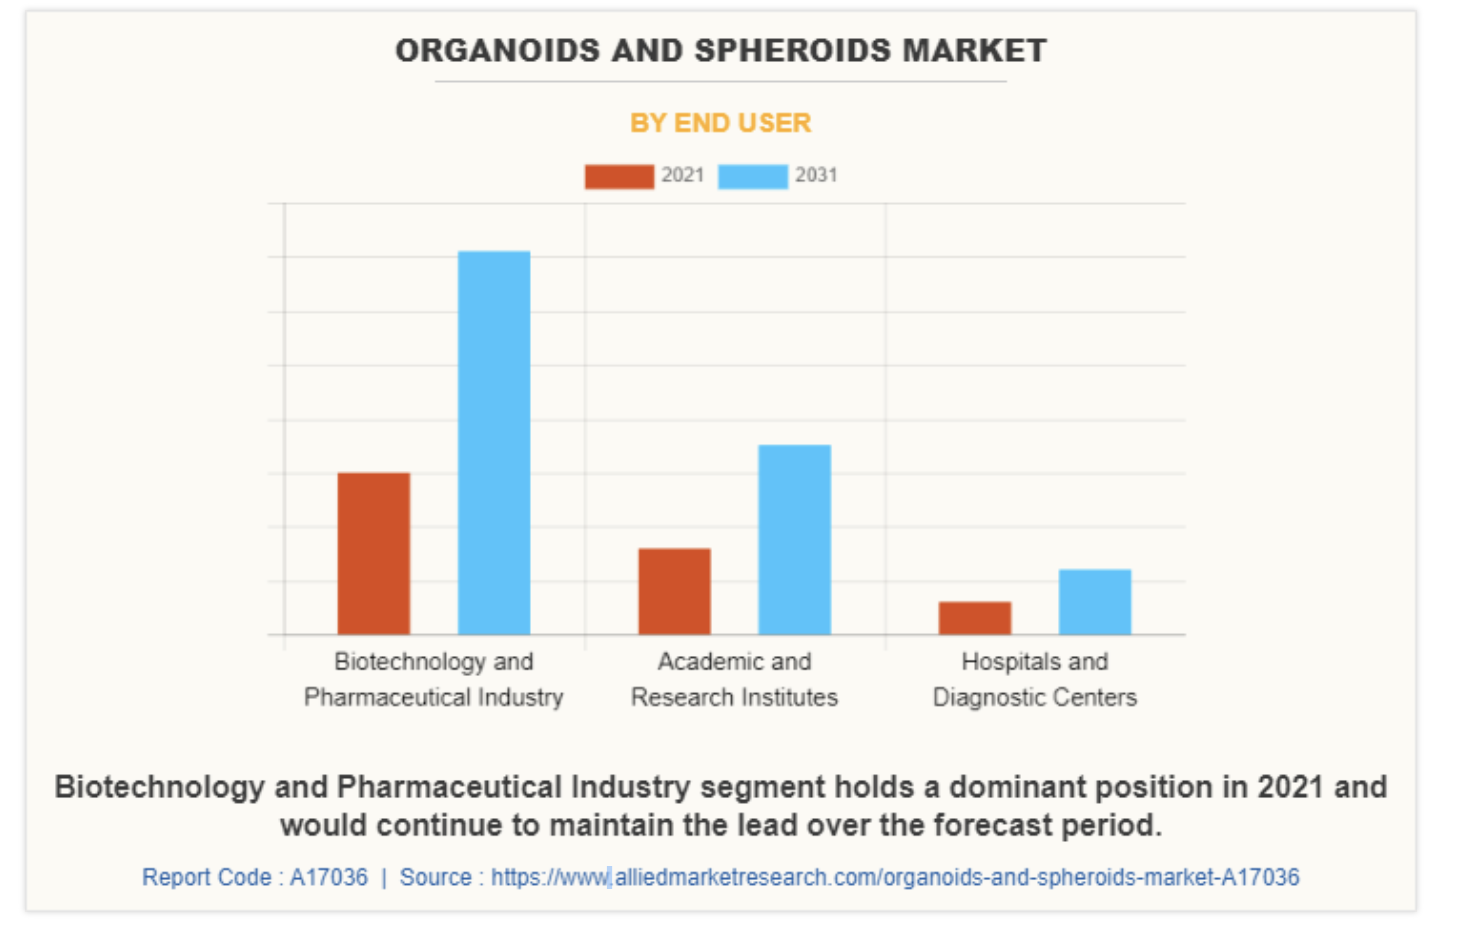 ORGANOIDS AND SPHEROIDS MARKET
BY END USER
2021 2031
Biotechnology and
Pharmaceutical Industry
Academic and
Research Institutes
Hospitals and
Diagnostic Centers
Biotechnology and Pharmaceutical Industry segment holds a dominant position in 2021 and
would continue to maintain the lead over the forecast period.
Report Code : A17036 | Source : https://www.alliedmarketresearch.com/organoids-and-spheroids-market-A17036